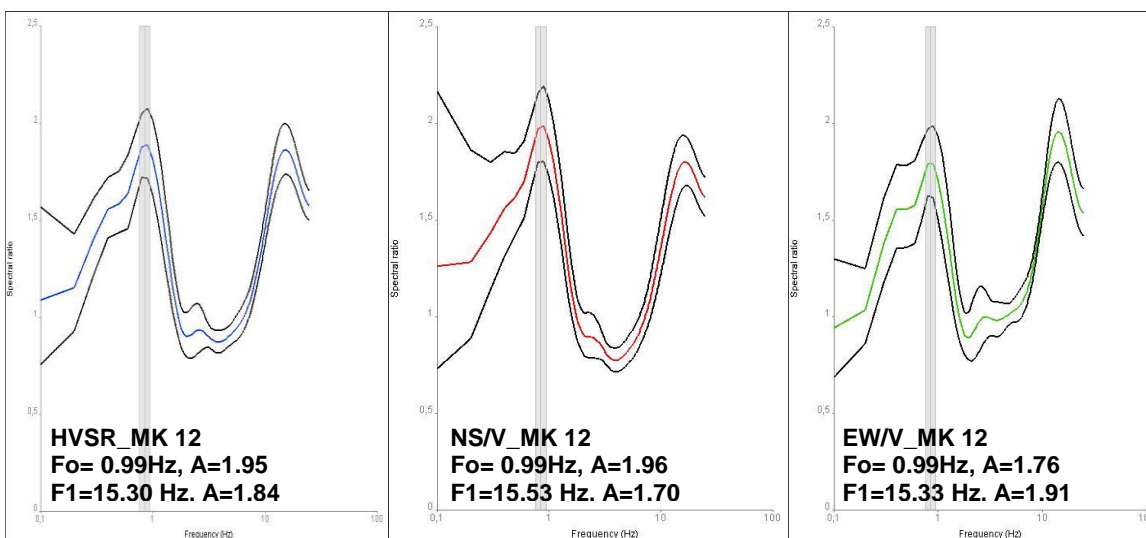 2,5
2
1,5
1
0,5
0
0,1
1
10
100
Spectral ratio
Frequency (Hz)
HVSR_MK 12
Fo= 0.99Hz, A=1.95
F1=15.30 Hz. A=1.84
2,5
2
1,5
1
0,5
0
0,1
1
10
100
Spectral ratio
Frequency (Hz)
NS/V_MK 12
Fo= 0.99Hz, A=1.96
F1=15.53 Hz. A=1.70
2,5
2
1,5
1
0,5
0
0,1
1
10
100
Spectral ratio
Frequency (Hz)
EW/V_MK 12
Fo= 0.99Hz, A=1.76
F1=15.33 Hz. A=1.91